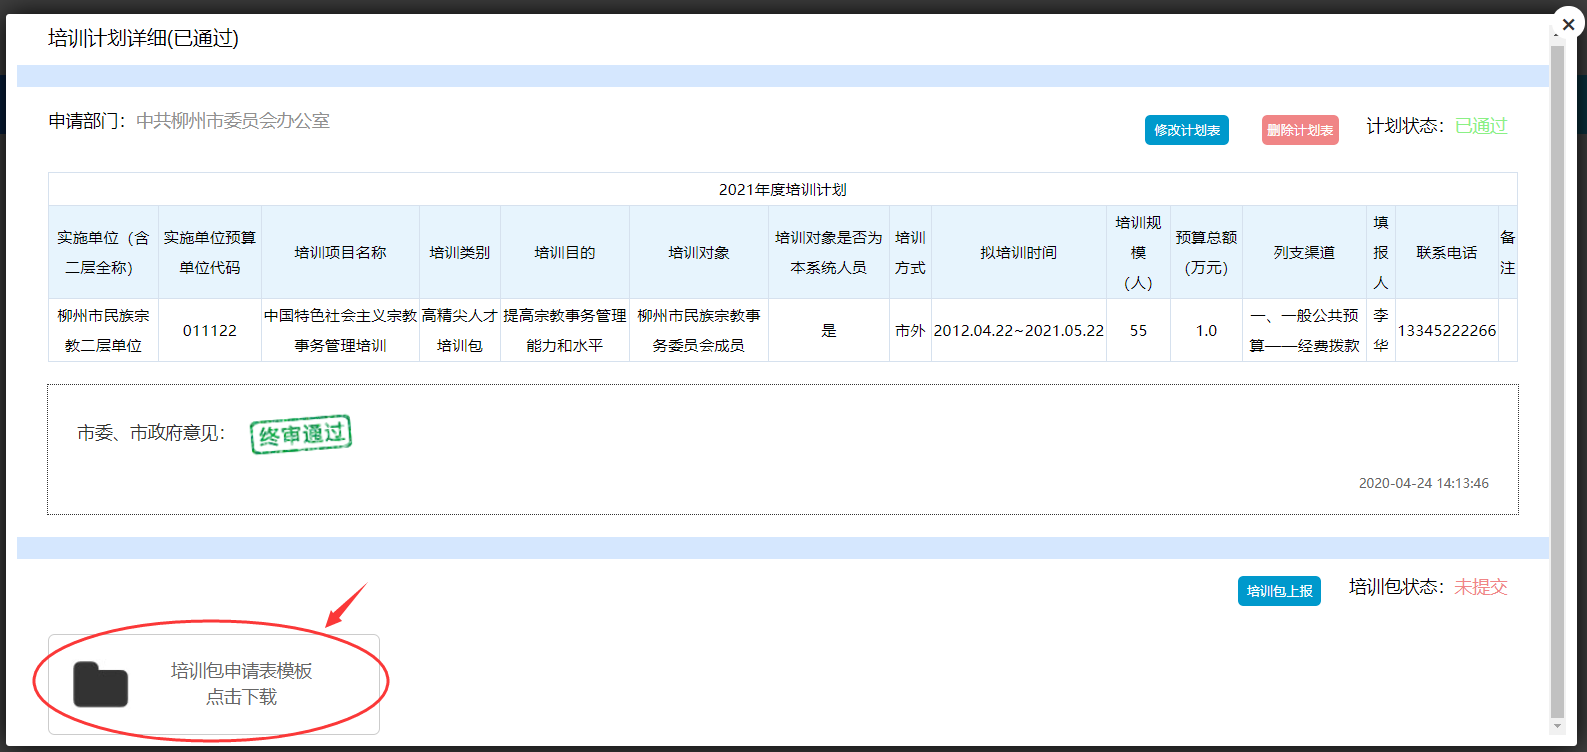 培训计划详细(已通过)
申请部门：中共柳州市委员会办公室
修改计划表
删除计划表
计划状态：已通过
2021年度培训计划
实施单位（含
二层全称）
实施单位预算
单位代码
培训项目名称
培训类别
培训目的
培训对象
培训对象是否为
本系统人员
培训
方式
拟培训时间
培训规
模
（人）
预算总额
(万元)
列支渠道
填
报
人
联系电话
备
注
柳州市民族宗
教二层单位
011122
中国特色社会主义宗教
事务管理培训
高精尖人才
培训包
提高宗教事务管理
能力和水平
柳州市民族宗教事
务委员会成员
是
市外
2012.04.22~2021.05.22
55
1.0
一、一般公共预
算——经费拨款
李
华
13345222266
市委、市政府意见：
终审通过
2020-04-24 14:13:46
培训包上报
培训包状态：未提交
培训包申请表模板
点击下载